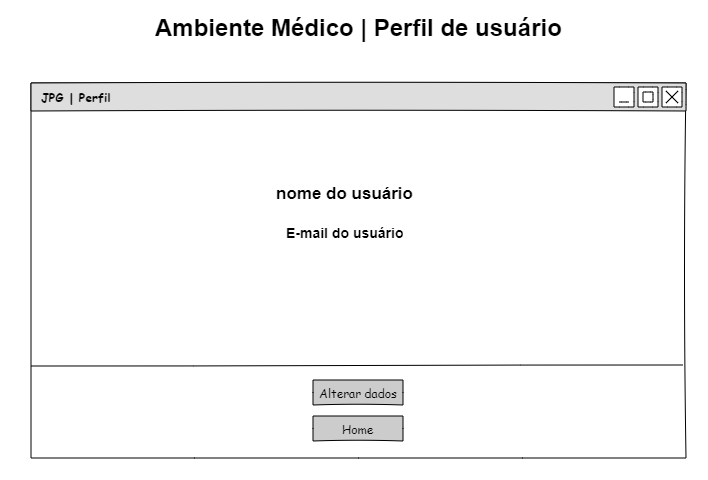 Ambiente Médico | Perfil de usuário
JPG | Perfil
nome do usuário
E-mail do usuário
Alterar dados
Home